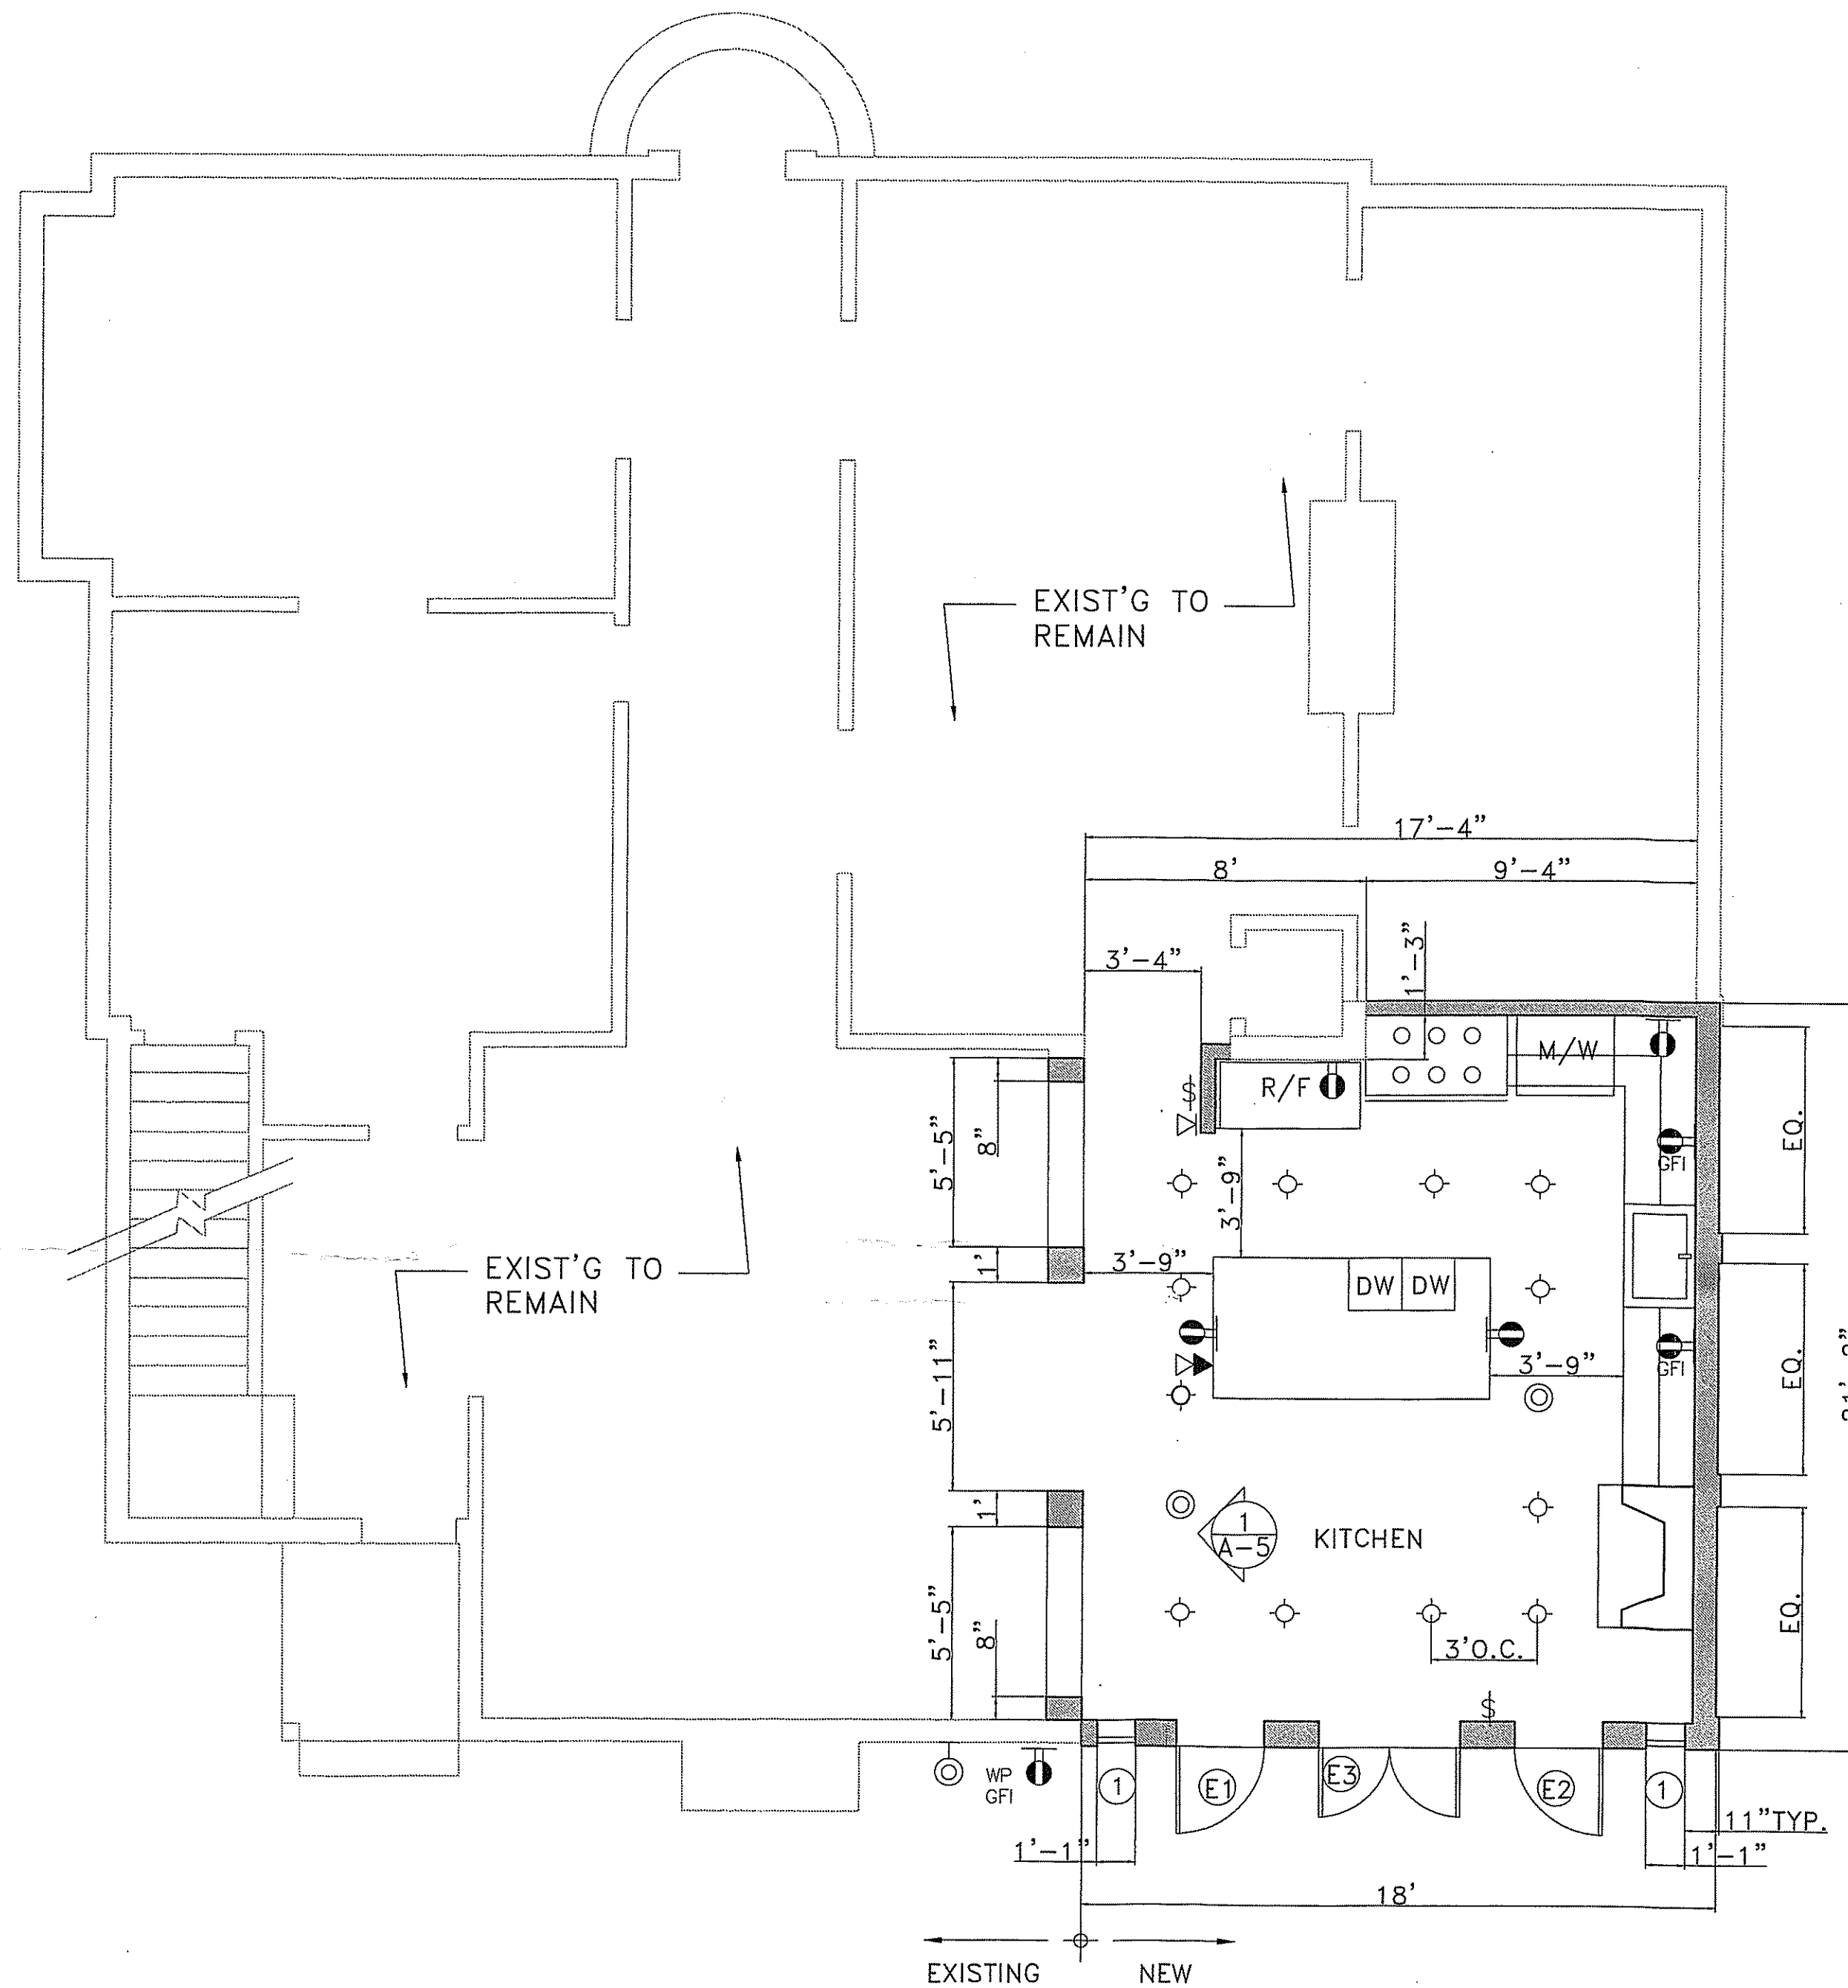 EXIST'G TO
REMAIN
17'-4"
8'
9'-4"
3'-4"
1'-3"
M/W
R/F
S
EQ.
GFI
5'-5"
8"
3'-9"
1'
3'-9"
DW DW
EXIST'G TO
REMAIN
5'-11"
3'-9"
GFI
EQ.
1'
1
A-5
KITCHEN
5'-5"
8"
3'O.C.
EQ.
S
WP
GFI
1
E1
E3
E2
1
11"TYP.
1'-1"
1'-1"
18'
EXISTING
NEW